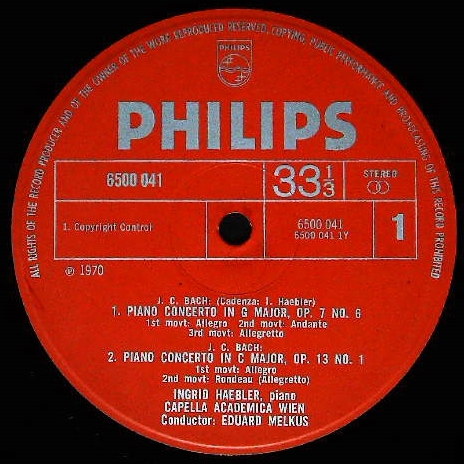 ALL RIGHTS OF THE RECORD PRODUCER AND OF THE OWNER OF THE WORK REPRODUCED RESERVED, COPYING, PUBLIC PERFORMANCE AND BROADCASTING OF THIS RECORD PROHIBITED
PHILIPS
PHILIPS
6500 041
33 1/3
STEREO
1. Copyright Control
6500 041
6500 041 1Y
1
℗ 1970
J. C. BACH: (Cadenza: I. Haebler)
1. PIANO CONCERTO IN G MAJOR, OP. 7 NO. 6
1st movt: Allegro 2nd movt: Andante
3rd movt: Allegretto
J. C. BACH:
2. PIANO CONCERTO IN C MAJOR, OP. 13 NO. 1
1st movt: Allegro
2nd movt: Rondeau (Allegretto)
INGRID HAEBLER, piano
CAPELLA ACADEMICA WIEN
Conductor: EDUARD MELKUS